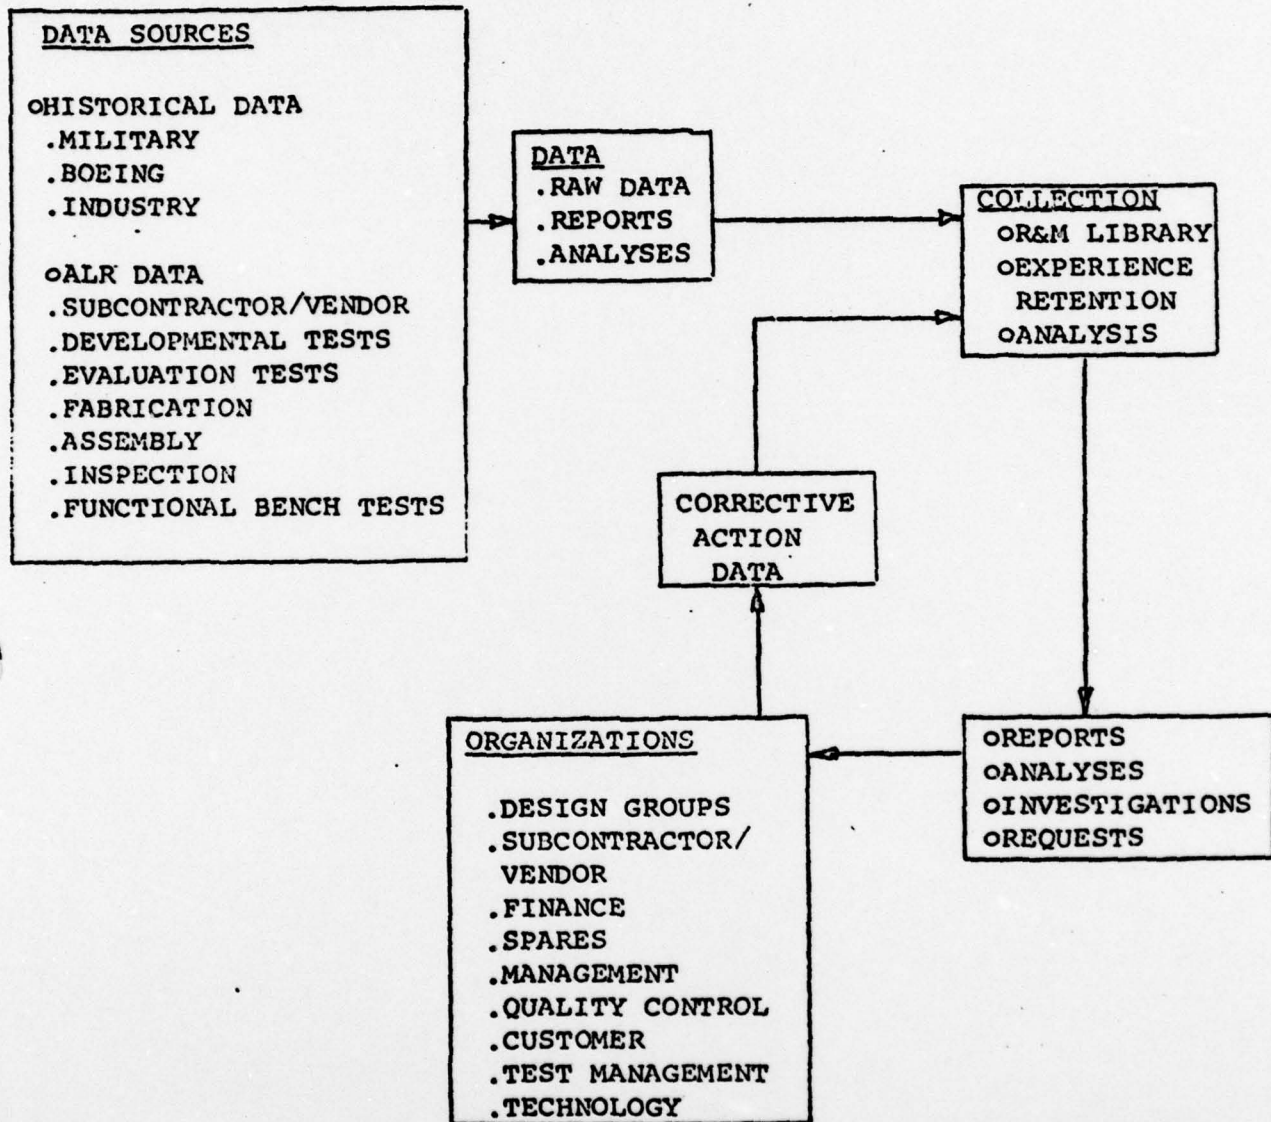 DATA SOURCES
oHISTORICAL DATA
.MILITARY
.BOEING
.INDUSTRY
oALR DATA
.SUBCONTRACTOR/VENDOR
.DEVELOPMENTAL TESTS
.EVALUATION TESTS
.FABRICATION
.ASSEMBLY
.INSPECTION
.FUNCTIONAL BENCH TESTS
DATA
.RAW DATA
.REPORTS
.ANALYSES
COLLECTION
oR&M LIBRARY
oEXPERIENCE
RETENTION
oANALYSIS
CORRECTIVE
ACTION
DATA
ORGANIZATIONS
.DESIGN GROUPS
.SUBCONTRACTOR/
VENDOR
.FINANCE
.SPARES
.MANAGEMENT
.QUALITY CONTROL
.CUSTOMER
.TEST MANAGEMENT
.TECHNOLOGY
oREPORTS
oANALYSES
oINVESTIGATIONS
oREQUESTS